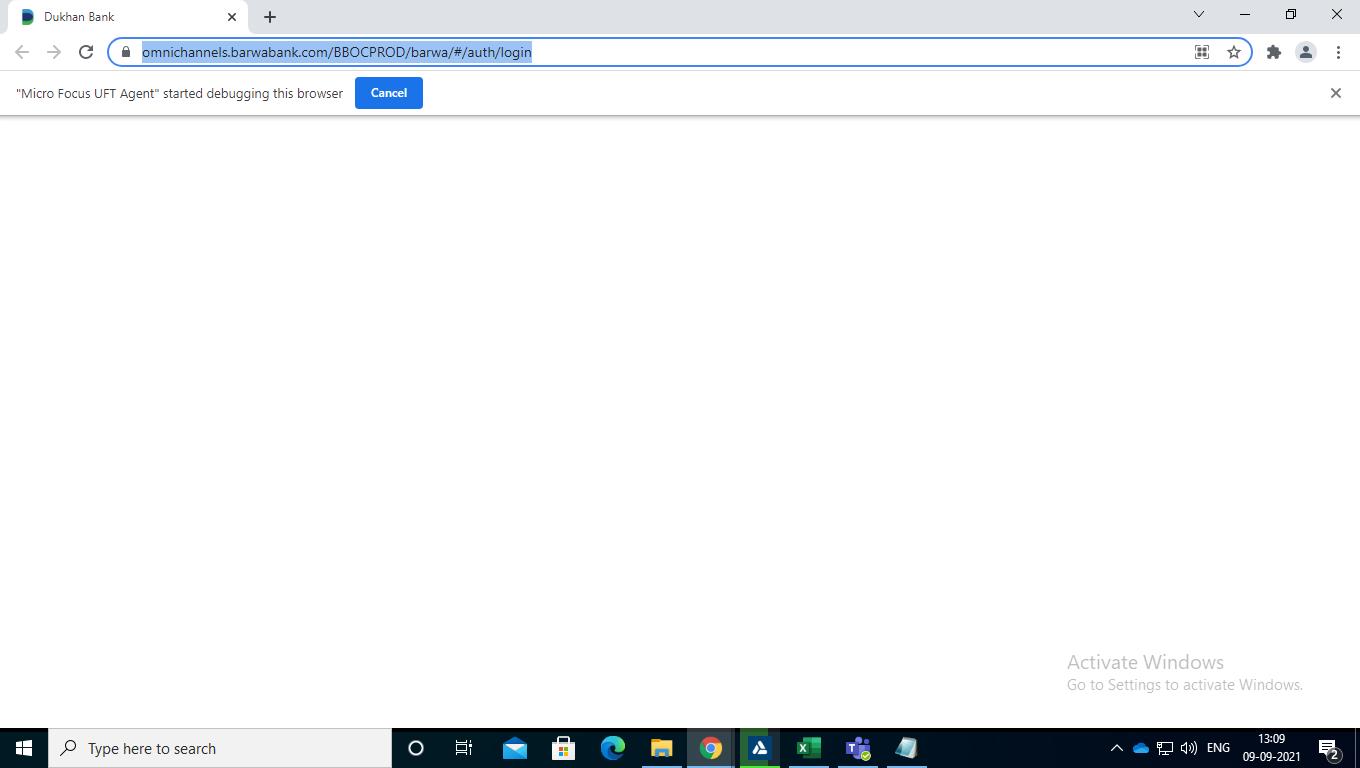 Dukhan Bank
omnichannels.barwabank.com/BBOCPROD/barwa/#/auth/login
"Micro Focus UFT Agent" started debugging this browser
Cancel
Activate Windows
Go to Settings to activate Windows.
Type here to search
ENG
13:09
09-09-2021
2